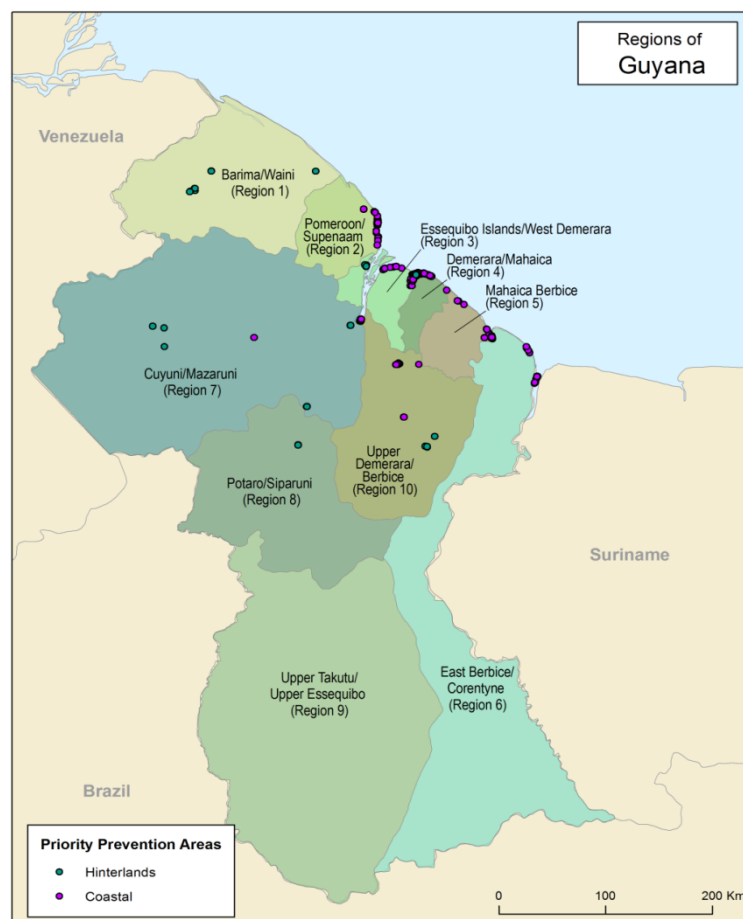 Regions of
Guyana
Venezuela
Barima/Waini
(Region 1)
Pomeroon/
Supenaam
(Region 2)
Essequibo Islands/West Demerara
(Region 3)
Demerara/Mahaica
(Region 4)
Mahaica Berbice
(Region 5)
Cuyuni/Mazaruni
(Region 7)
Upper
Demerara/
Berbice
(Region 10)
Potaro/Siparuni
(Region 8)
Suriname
Upper Takutu/
Upper Essequibo
(Region 9)
East Berbice/
Corentyne
(Region 6)
Brazil
Priority Prevention Areas
Hinterlands
Coastal
0 100 200 Km